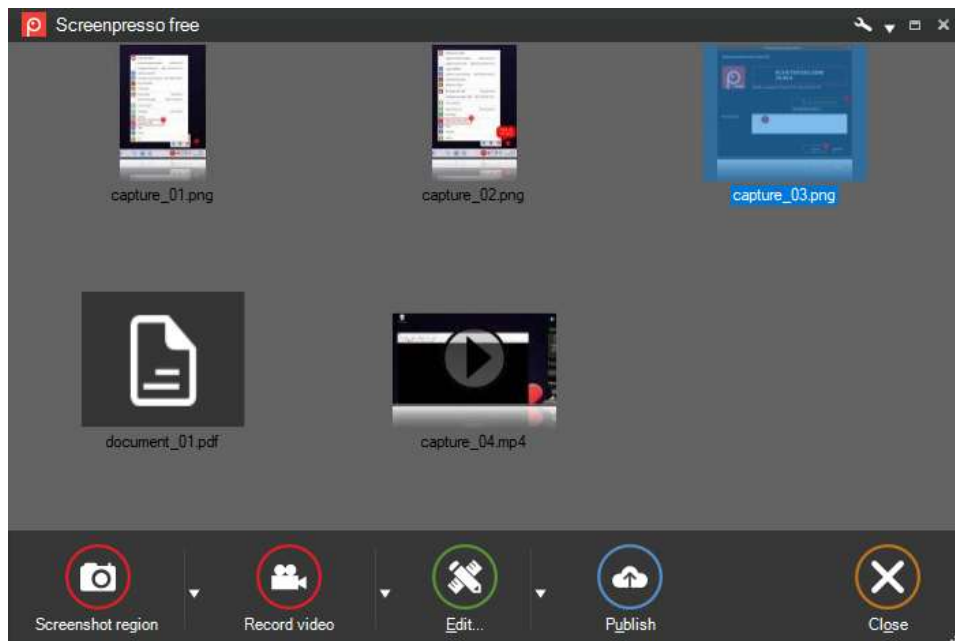 Screenpresso free
capture_01.png
capture_02.png
capture_03.png
document_01.pdf
capture_04.mp4
Screenshot region
Record video
Edit...
Publish
Close